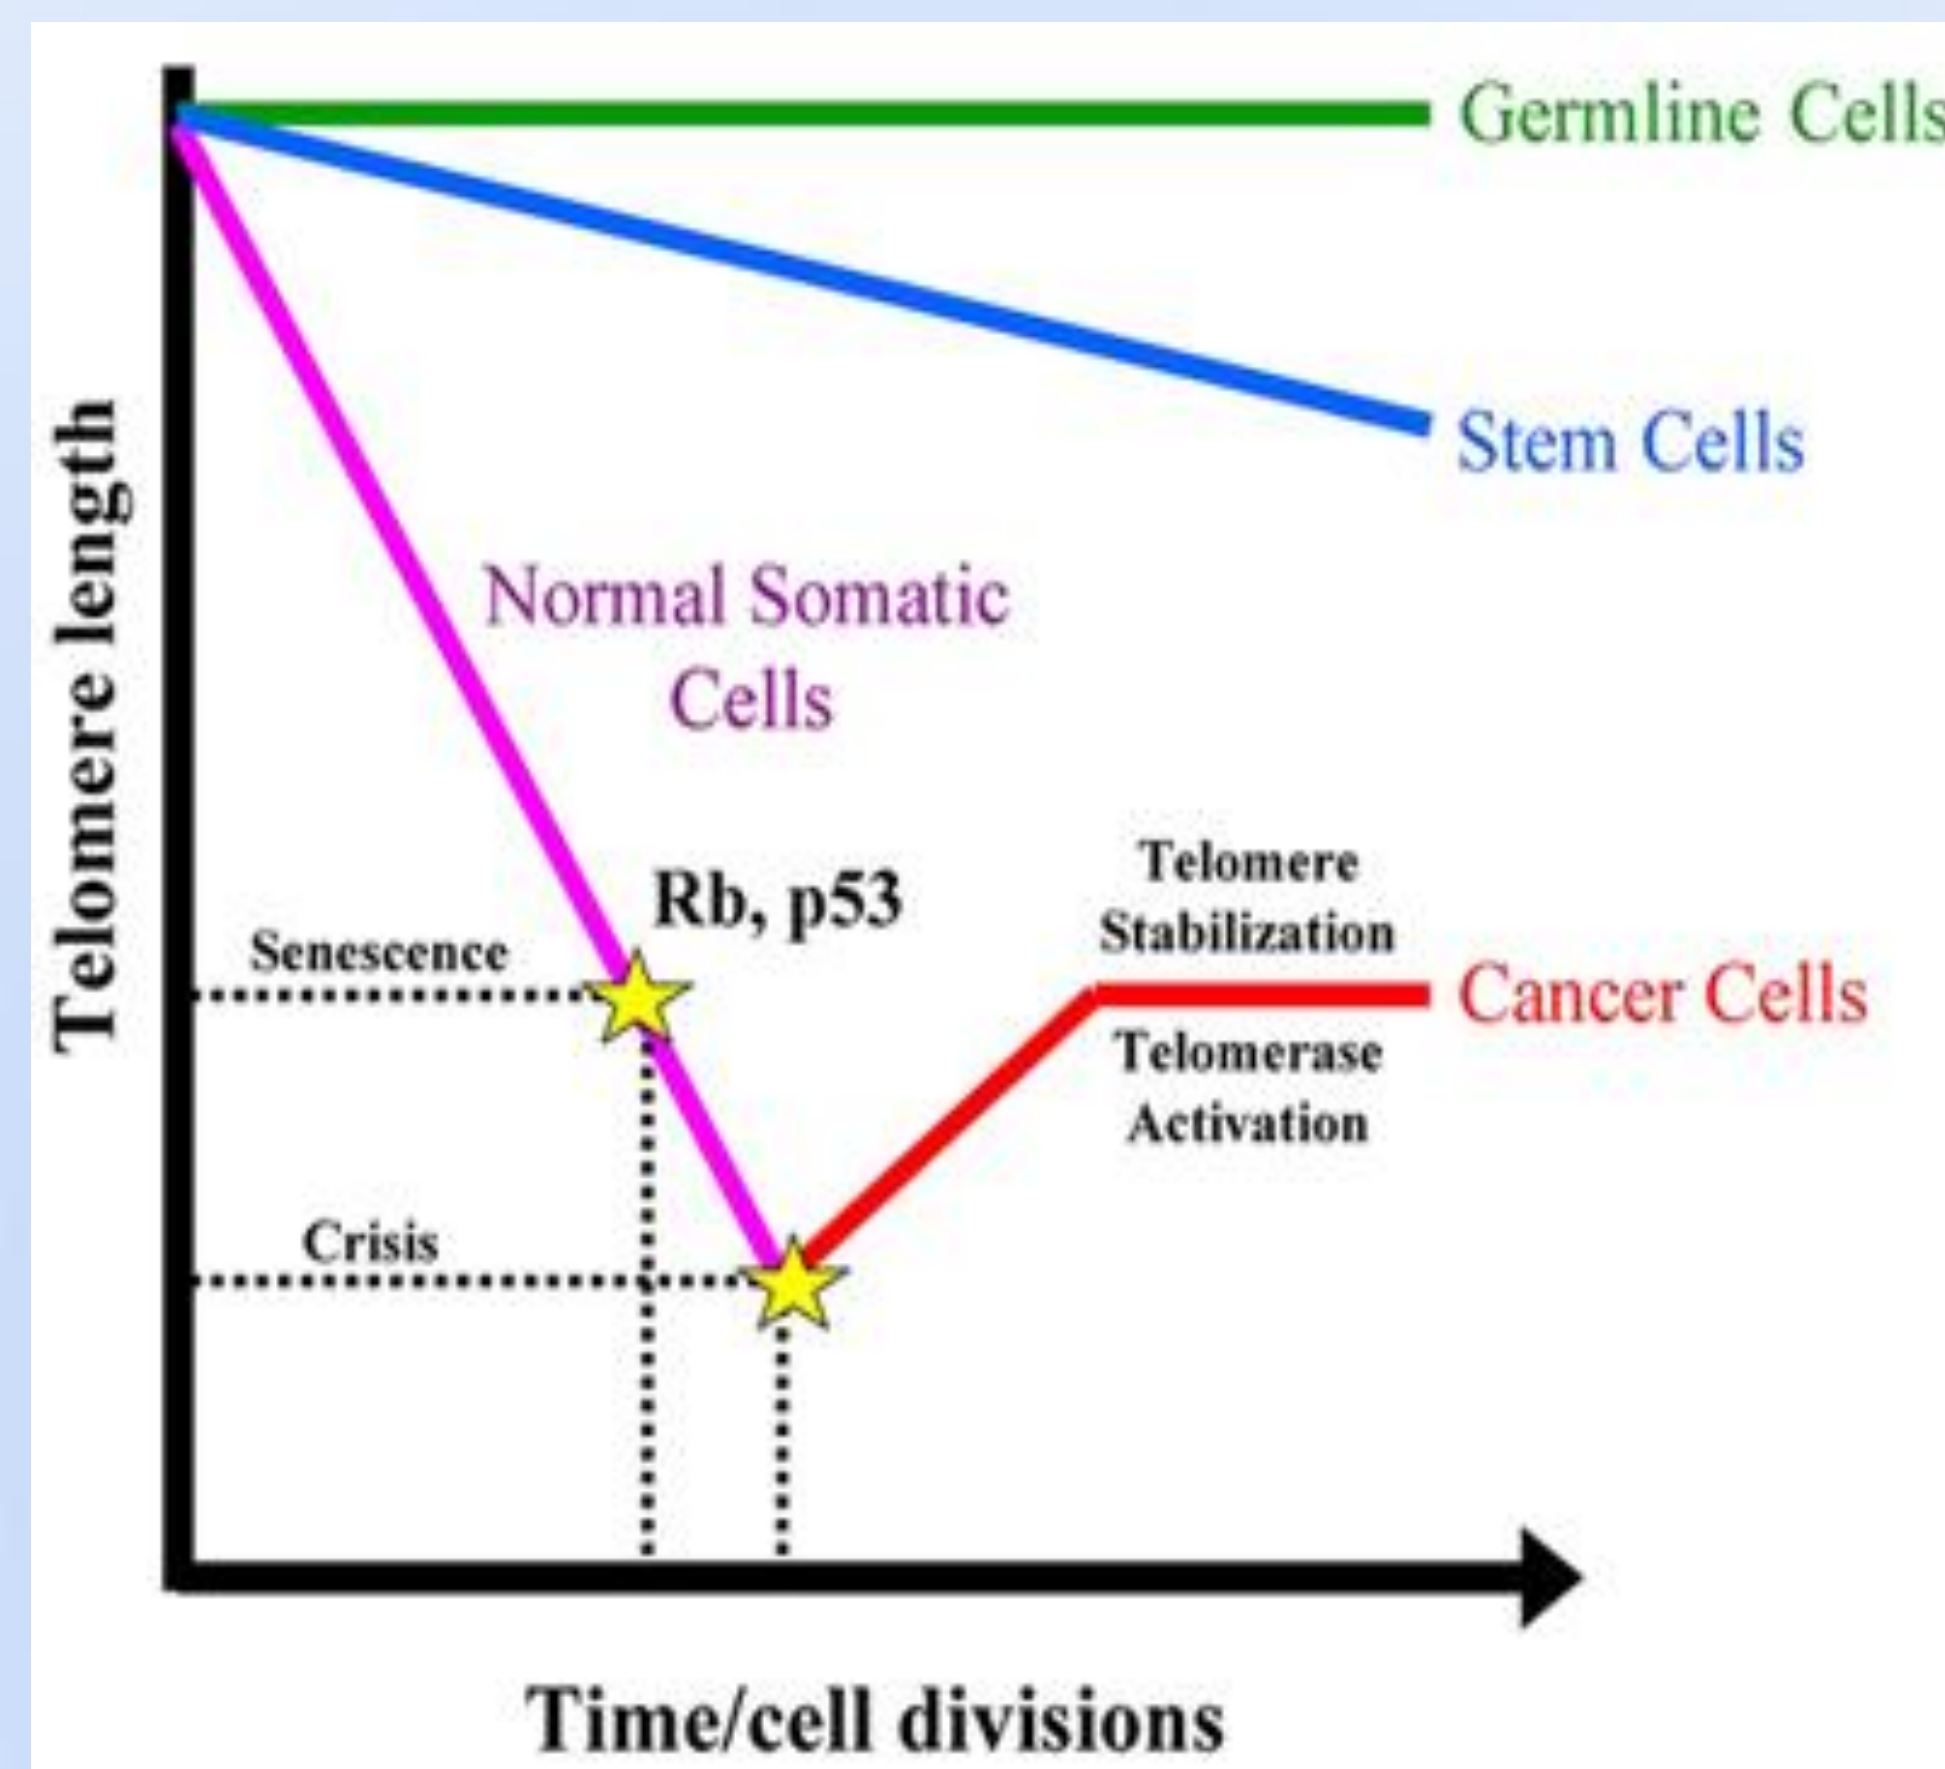 Germline Cells
Stem Cells
Telomere length
Normal Somatic
Cells
Rb, p53
Telomere
Stabilization
Senescence
Cancer Cells
Telomerase
Activation
Crisis
Time/cell divisions